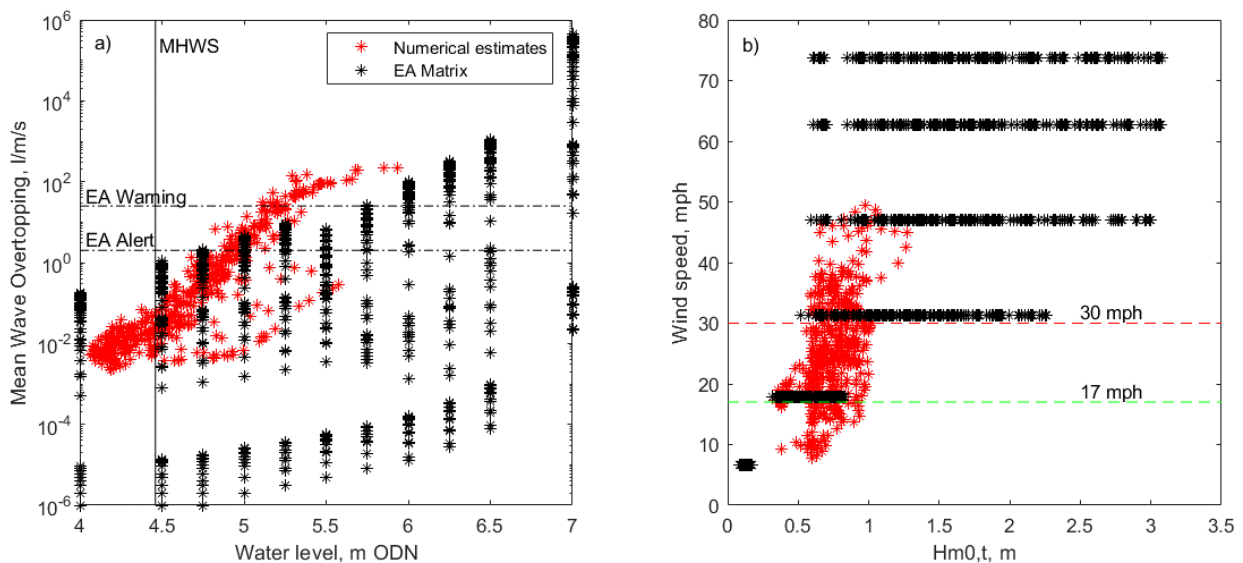 a)
MHWS
Numerical estimates
EA Matrix
EA Warning
EA Alert
10^6
10^4
10^2
10^0
10^-2
10^-4
10^-6
Mean Wave Overtopping, l/m/s
4
4.5
5
5.5
6
6.5
7
Water level, m ODN
b)
30 mph
17 mph
80
70
60
50
40
30
20
10
0
Wind speed, mph
0
0.5
1
1.5
2
2.5
3
3.5
Hm0,t, m